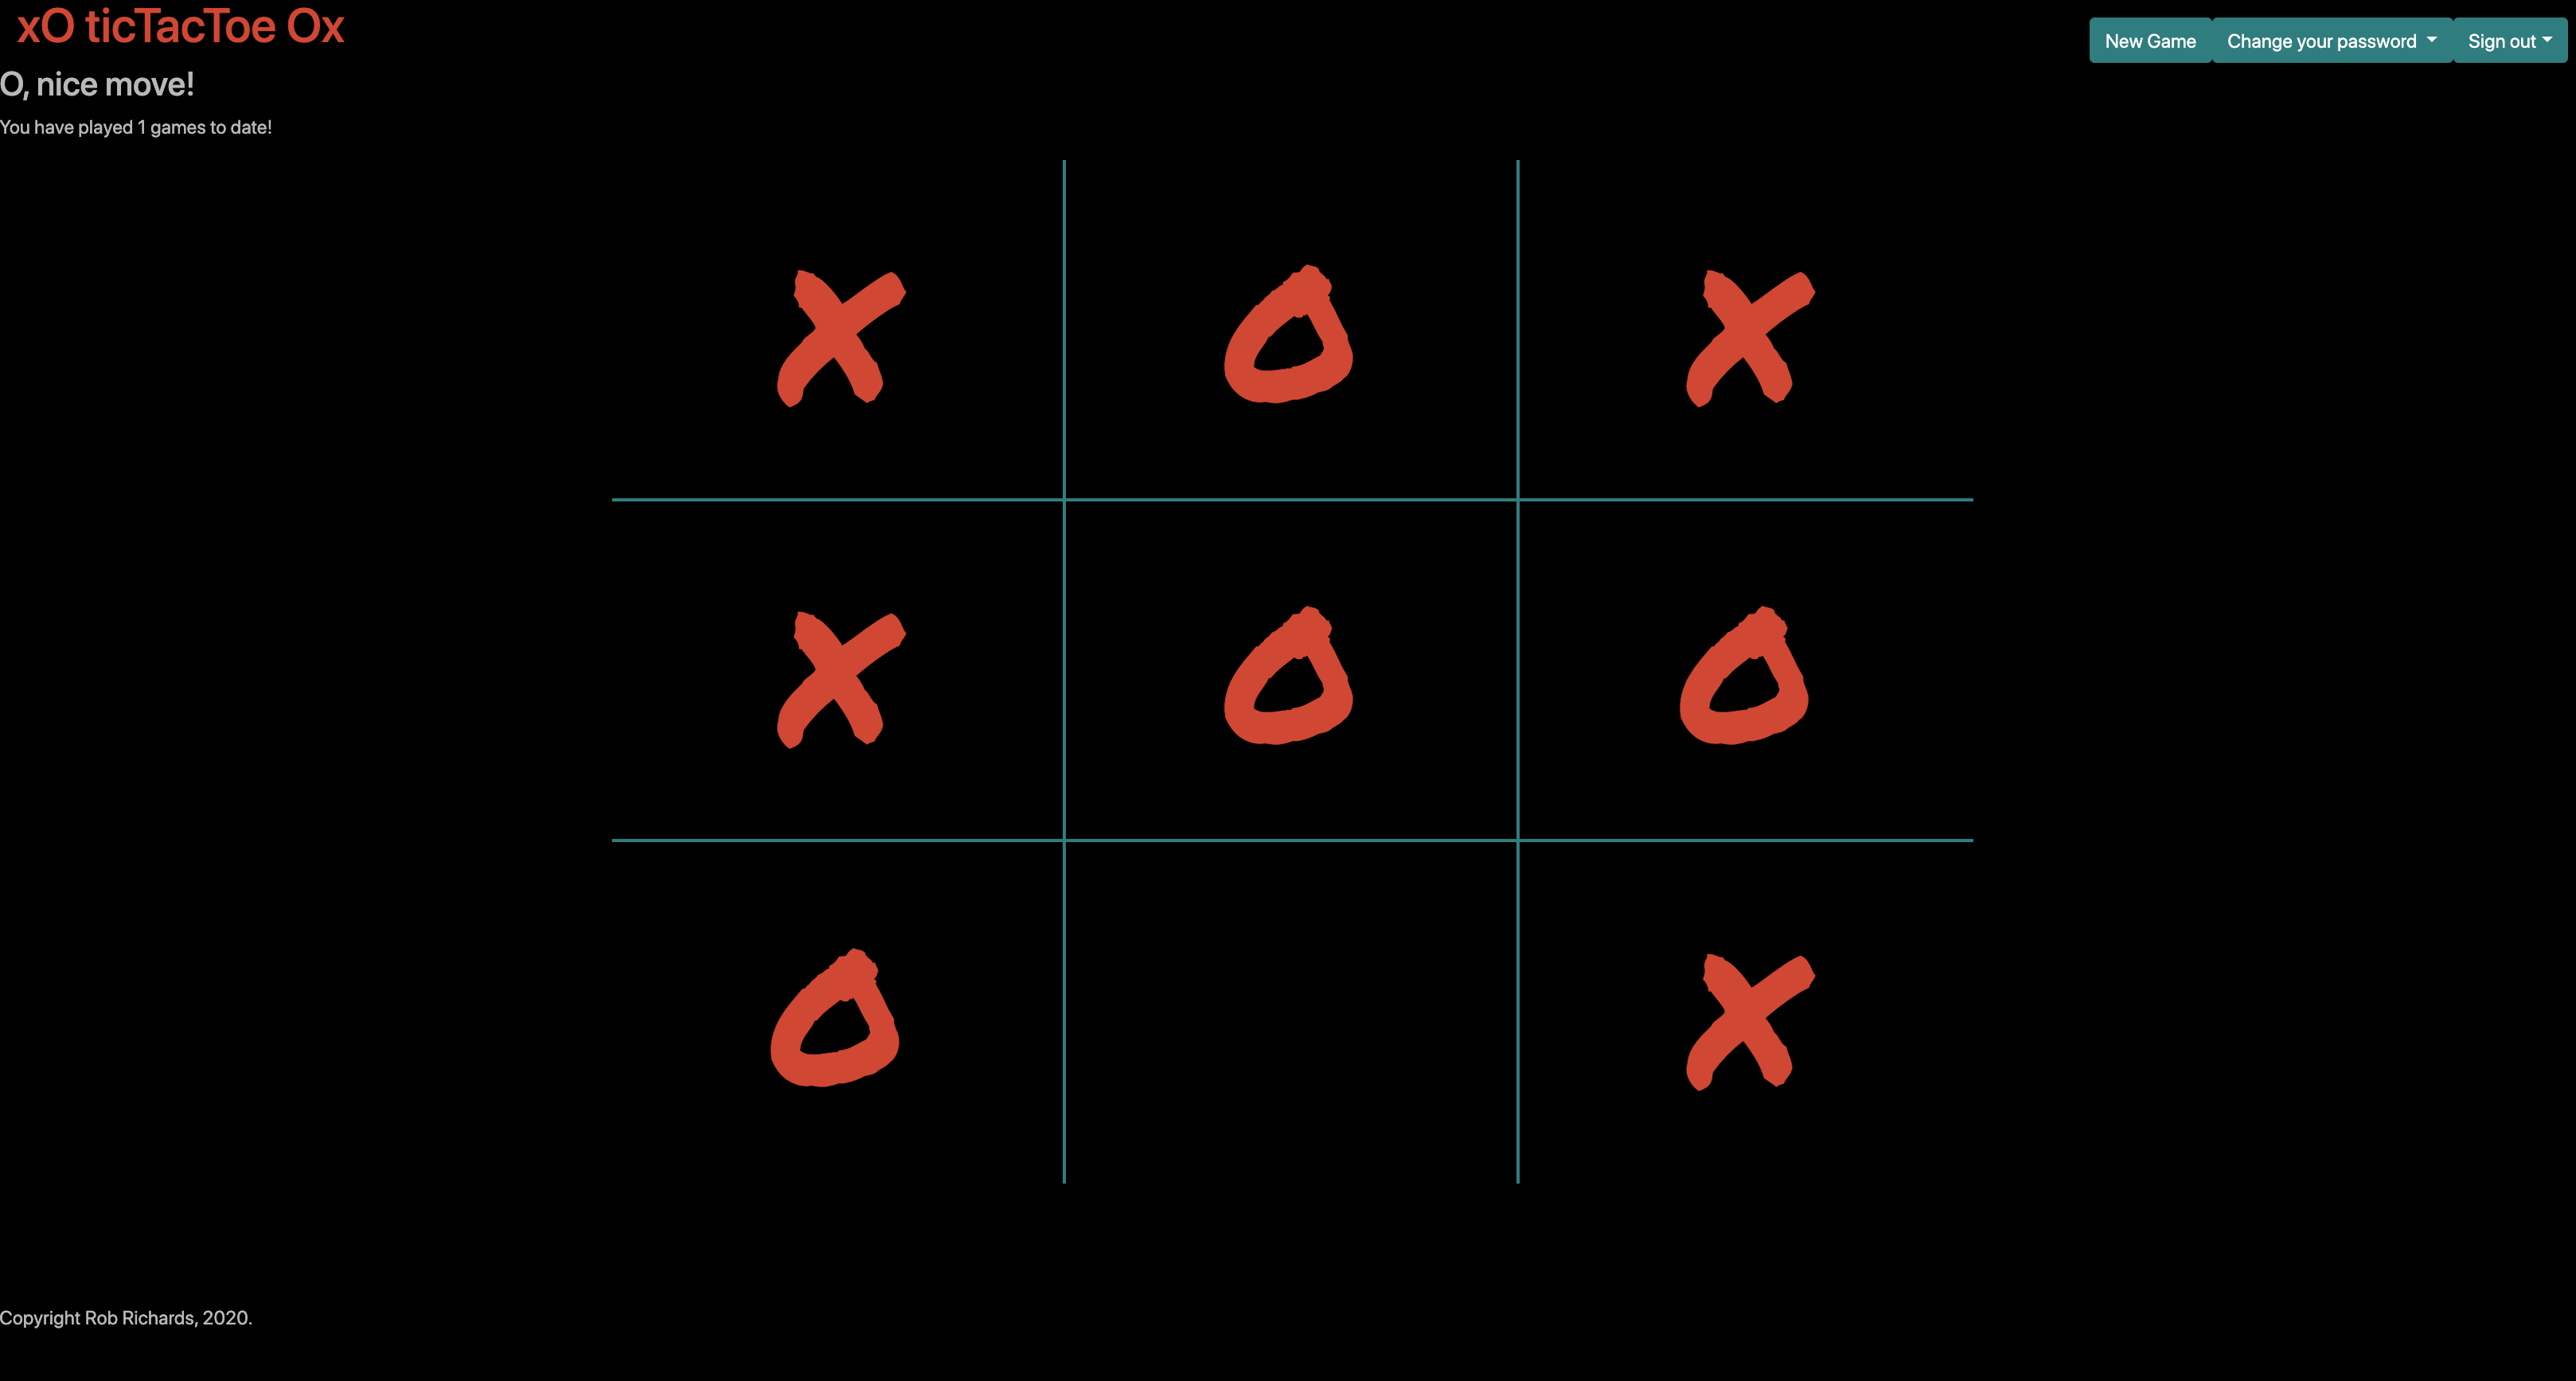 xO ticTacToe Ox
New Game Change your password Sign out
O, nice move!
You have played 1 games to date!
X O X
X O O
O X
Copyright Rob Richards, 2020.